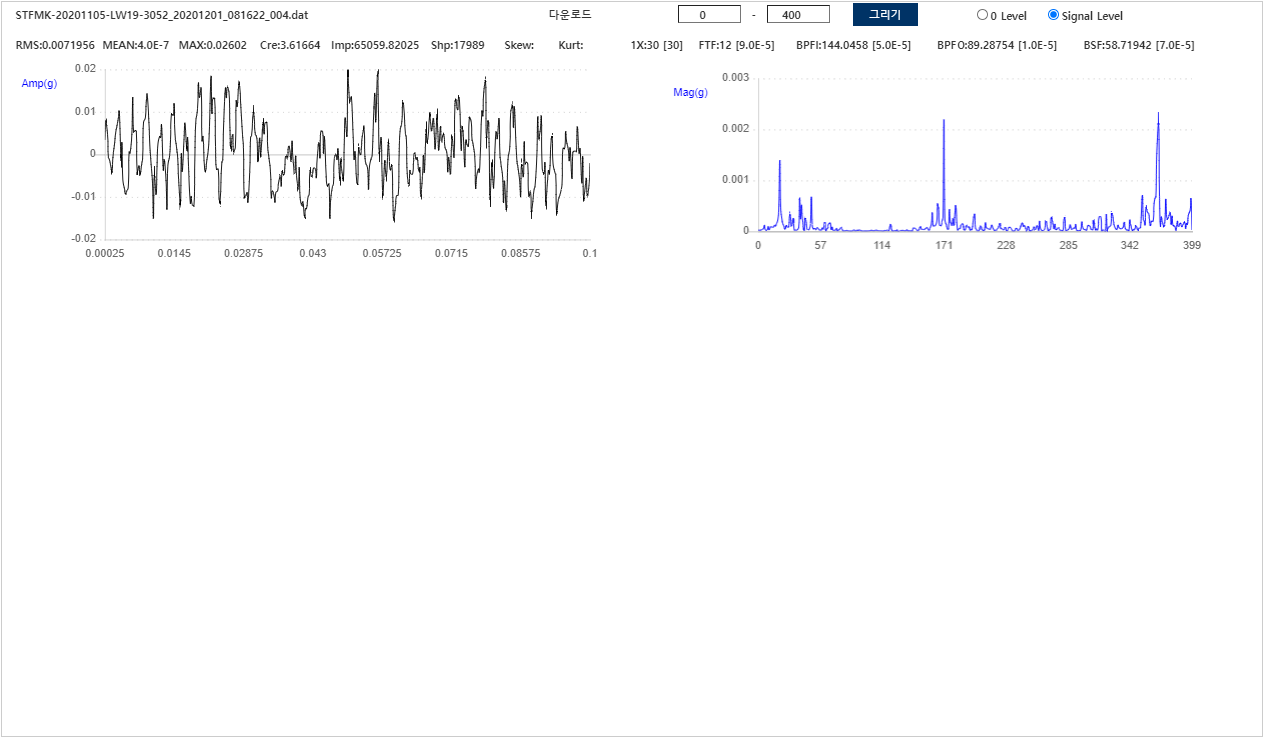 STFMK-20201105-LW19-3052_20201201_081622_004.dat 다운로드 0 - 400 그리기 0 Level Signal Level
RMS:0.0071956 MEAN:4.0E-7 MAX:0.02602 Cre:3.61664 Imp:65059.82025 Shp:17989 Skew: Kurt: 1X:30 [30] FTF:12 [9.0E-5] BPFI:144.0458 [5.0E-5] BPFO:89.28754 [1.0E-5] BSF:58.71942 [7.0E-5]
Amp(g)
0.02
0.01
0
-0.01
-0.02
0.00025 0.0145 0.02875 0.043 0.05725 0.0715 0.08575 0.1
Mag(g)
0.003
0.002
0.001
0
0 57 114 171 228 285 342 399